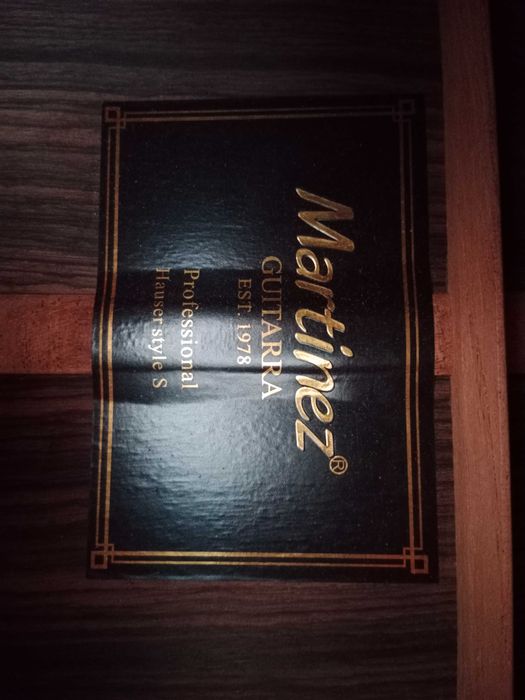 Martinez®
GUITARRA
EST. 1978
Professional
Hauser style S